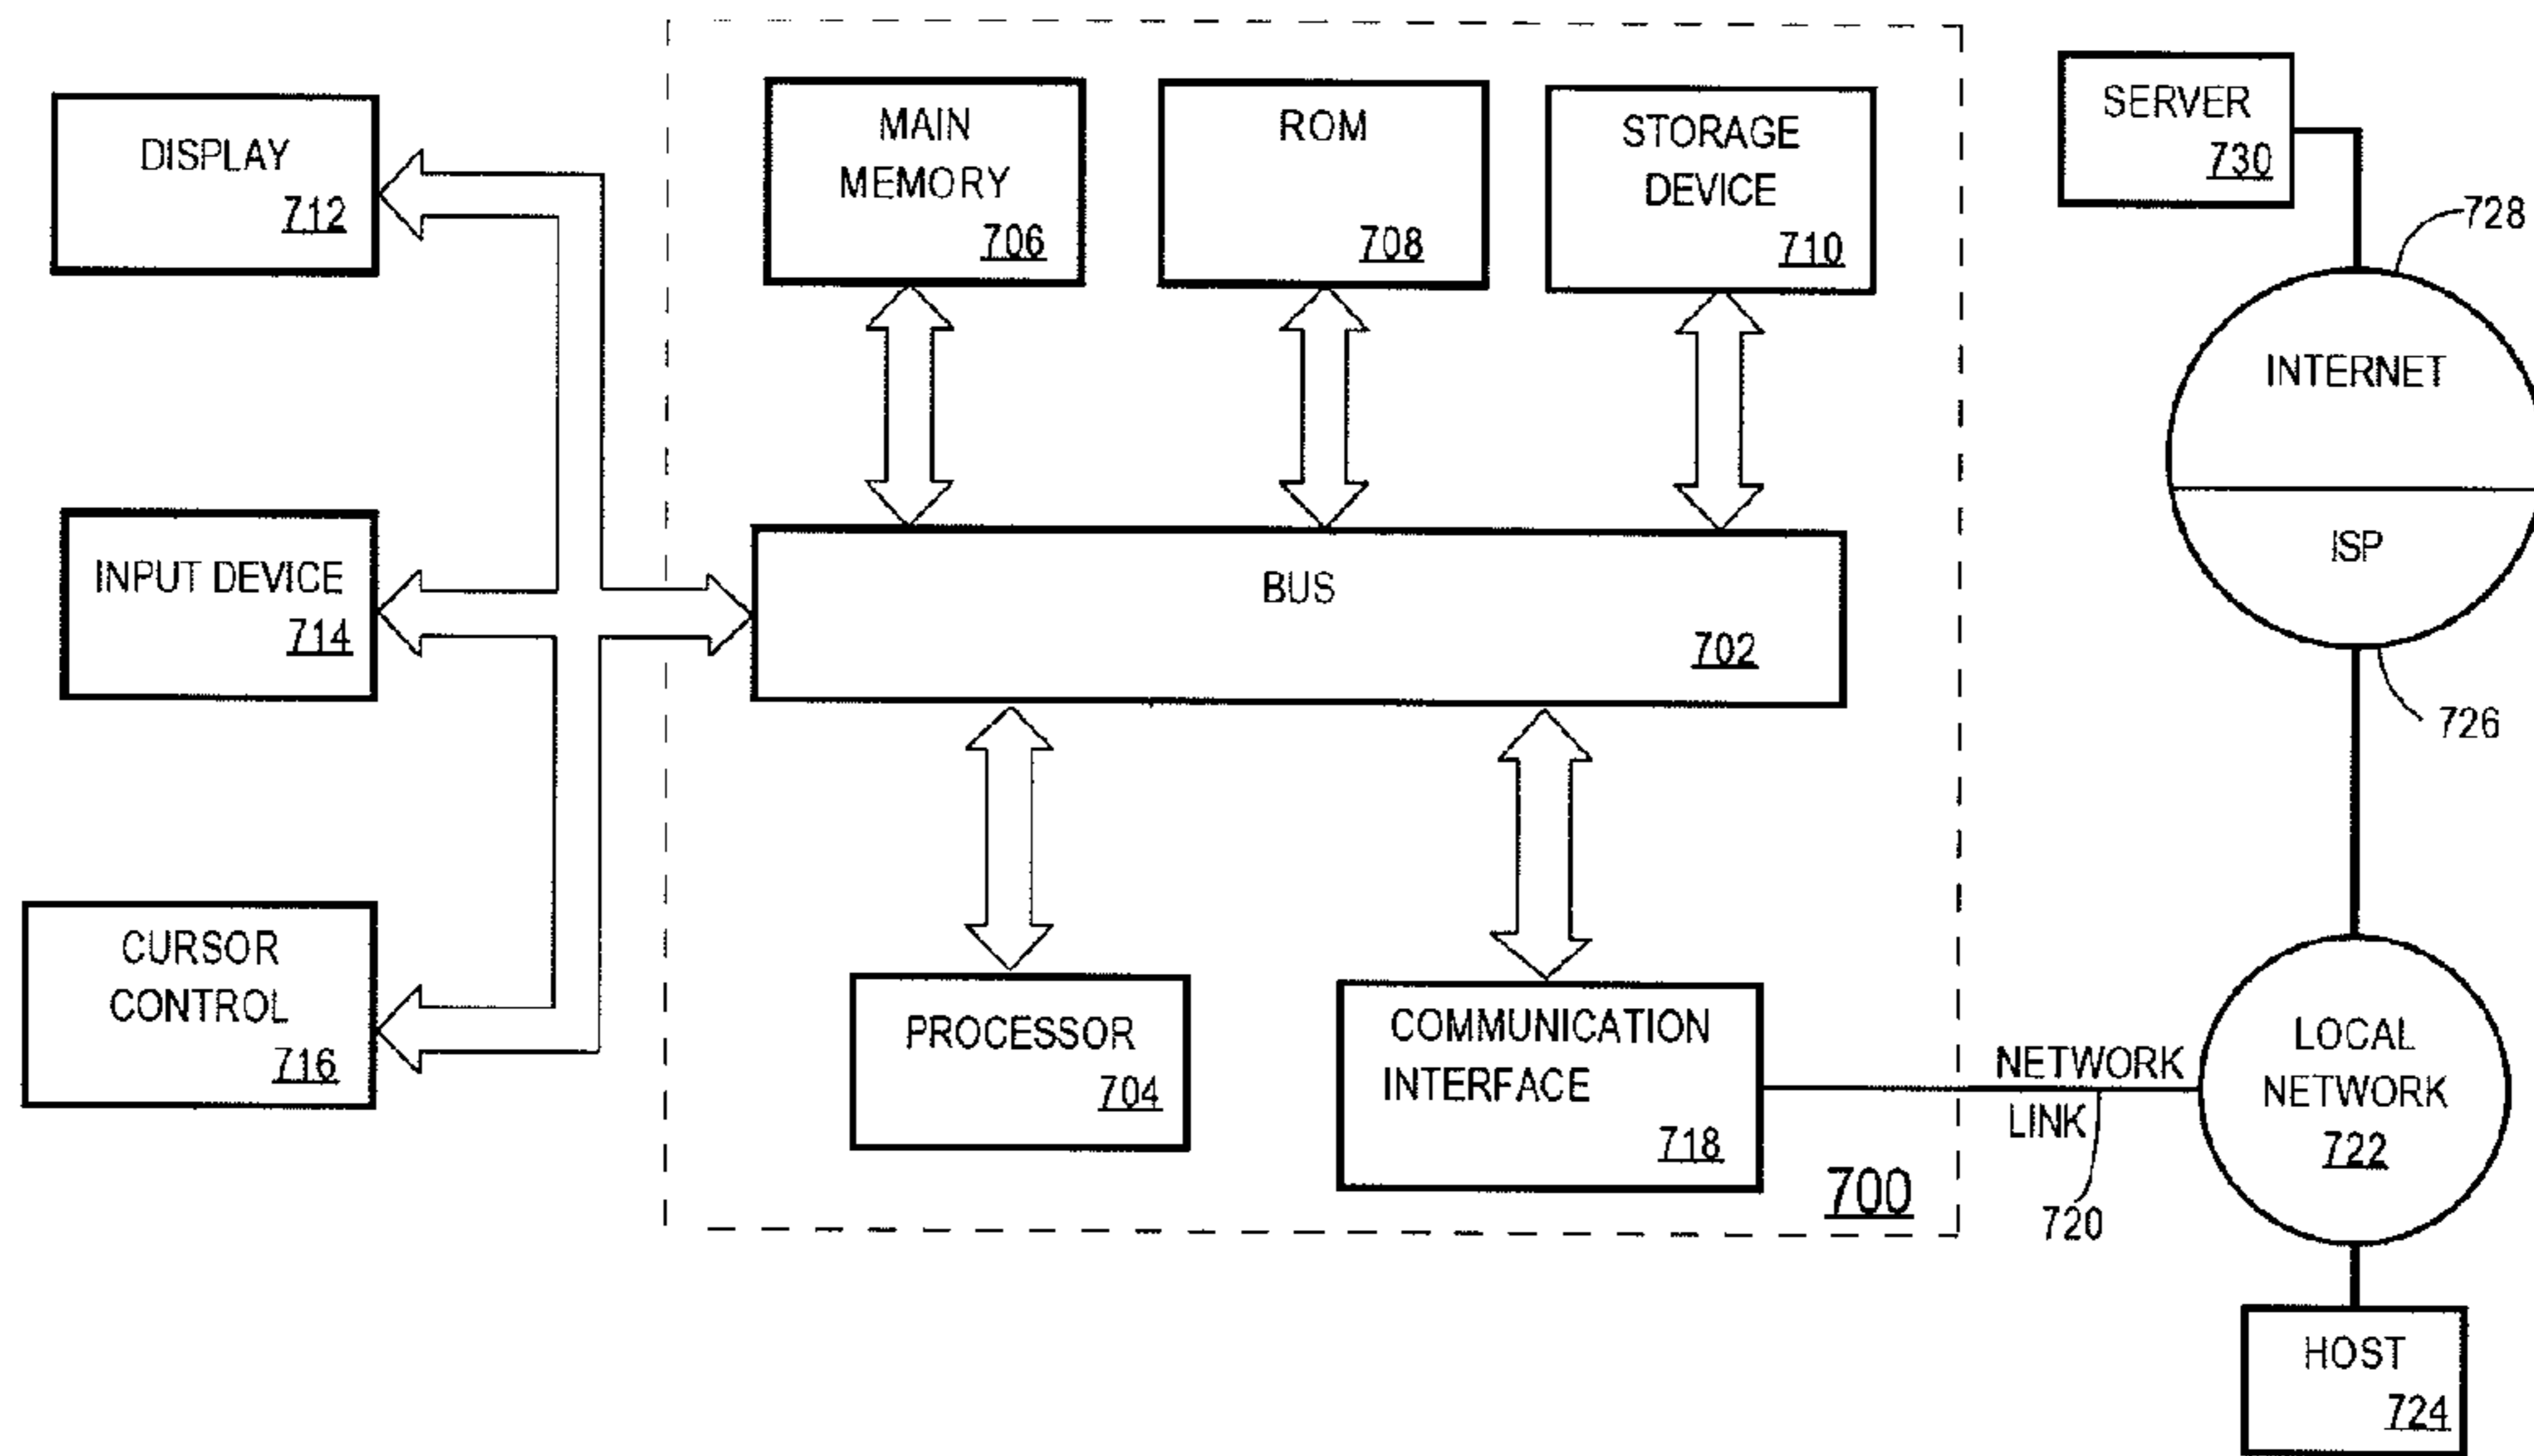 DISPLAY
712
INPUT DEVICE
714
CURSOR
CONTROL
716
MAIN
MEMORY
706
ROM
708
STORAGE
DEVICE
710
BUS
702
PROCESSOR
704
COMMUNICATION
INTERFACE
718
700
SERVER
730
728
INTERNET
ISP
726
NETWORK
LINK
720
LOCAL
NETWORK
722
HOST
724